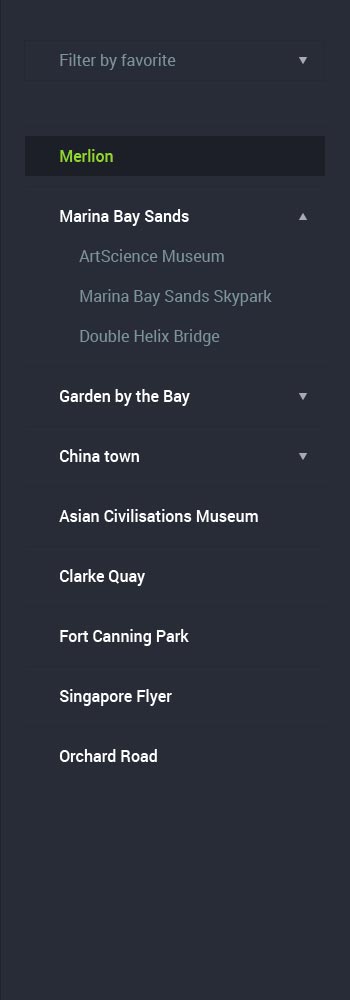 Filter by favorite
Merlion
Marina Bay Sands
ArtScience Museum
Marina Bay Sands Skypark
Double Helix Bridge
Garden by the Bay
China town
Asian Civilisations Museum
Clarke Quay
Fort Canning Park
Singapore Flyer
Orchard Road